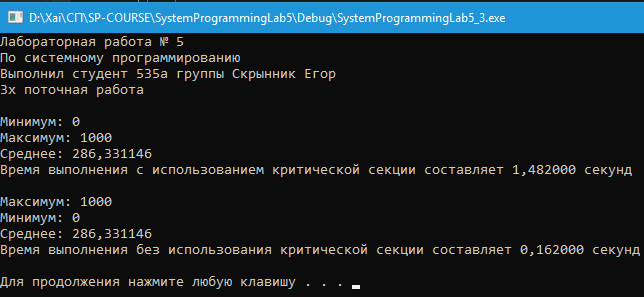 D:\Xai\СП\SP-COURSE\SystemProgrammingLab5\Debug\SystemProgrammingLab5_3.exe
Лабораторная работа № 5
По системному программированию
Выполнил студент 535а группы Скрынник Егор
3х поточная работа
Минимум: 0
Максимум: 1000
Среднее: 286,331146
Время выполнения с использованием критической секции составляет 1,482000 секунд
Максимум: 1000
Минимум: 0
Среднее: 286,331146
Время выполнения без использования критической секции составляет 0,162000 секунд
Для продолжения нажмите любую клавишу . . .